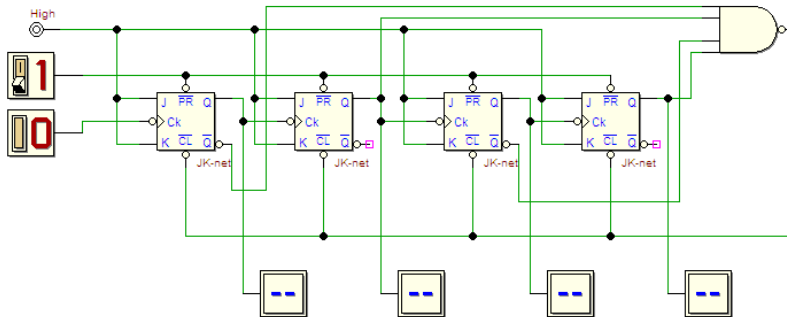 High
1
J PR Q
J PR Q
J PR Q
J PR Q
0
Ck
Ck
Ck
Ck
K CL Q
K CL Q
K CL Q
K CL Q
JK-net
JK-net
JK-net
JK-net
-- -- -- --